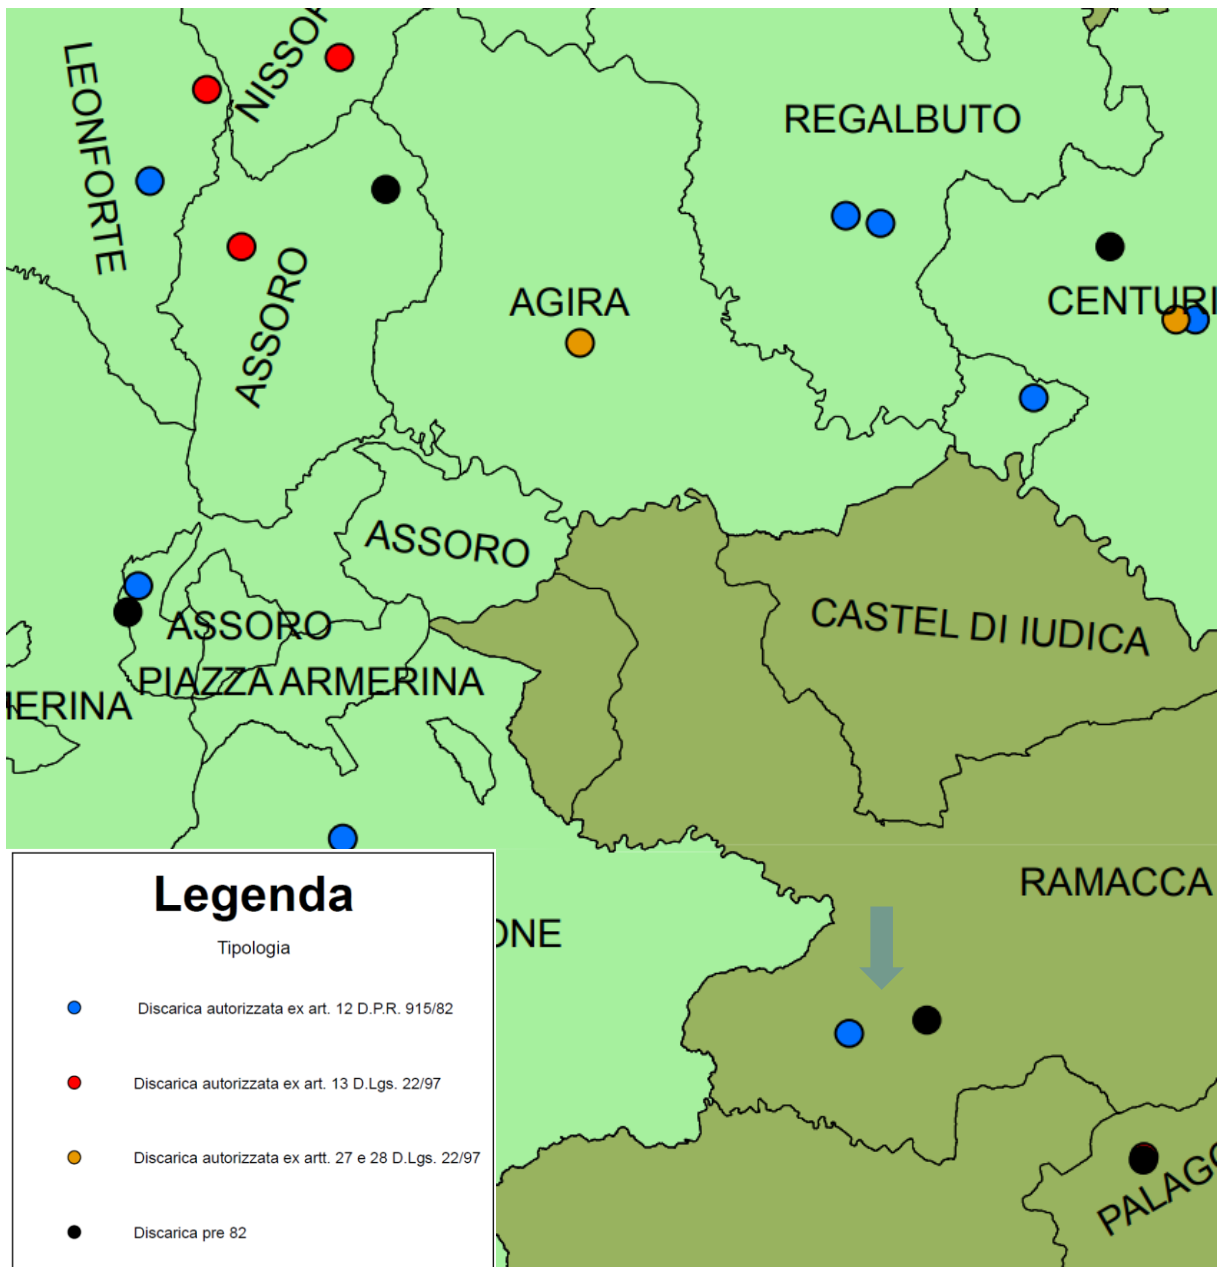 NISSOR
LEONFORTE
REGALBUTO
ASSORO
AGIRA
CENTURI
ASSORO
CASTEL DI IUDICA
ASSORO
PIAZZA ARMERINA
MERINA
RAMACCA
ONE
PALAGO
Legenda
Tipologia
Discarica autorizzata ex art. 12 D.P.R. 915/82
Discarica autorizzata ex art. 13 D.Lgs. 22/97
Discarica autorizzata ex artt. 27 e 28 D.Lgs. 22/97
Discarica pre 82